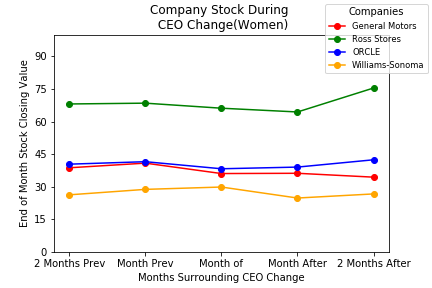 Company Stock During
CEO Change(Women)
Companies
General Motors
Ross Stores
ORCLE
Williams-Sonoma
End of Month Stock Closing Value
90
75
60
45
30
15
0
2 Months Prev
Month Prev
Month of
Month After
2 Months After
Months Surrounding CEO Change